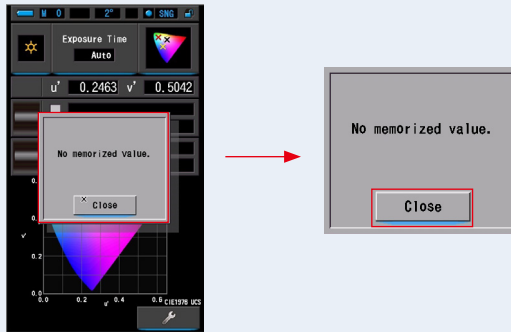 M 0 2° SNG
Exposure Time
Auto
u' 0.2463 v' 0.5042
No memorized value.
Close
0.
0.
v'
0.2
0.0
0.0 0.2 u' 0.4 0.6 CIE1976 UCS
No memorized value.
Close